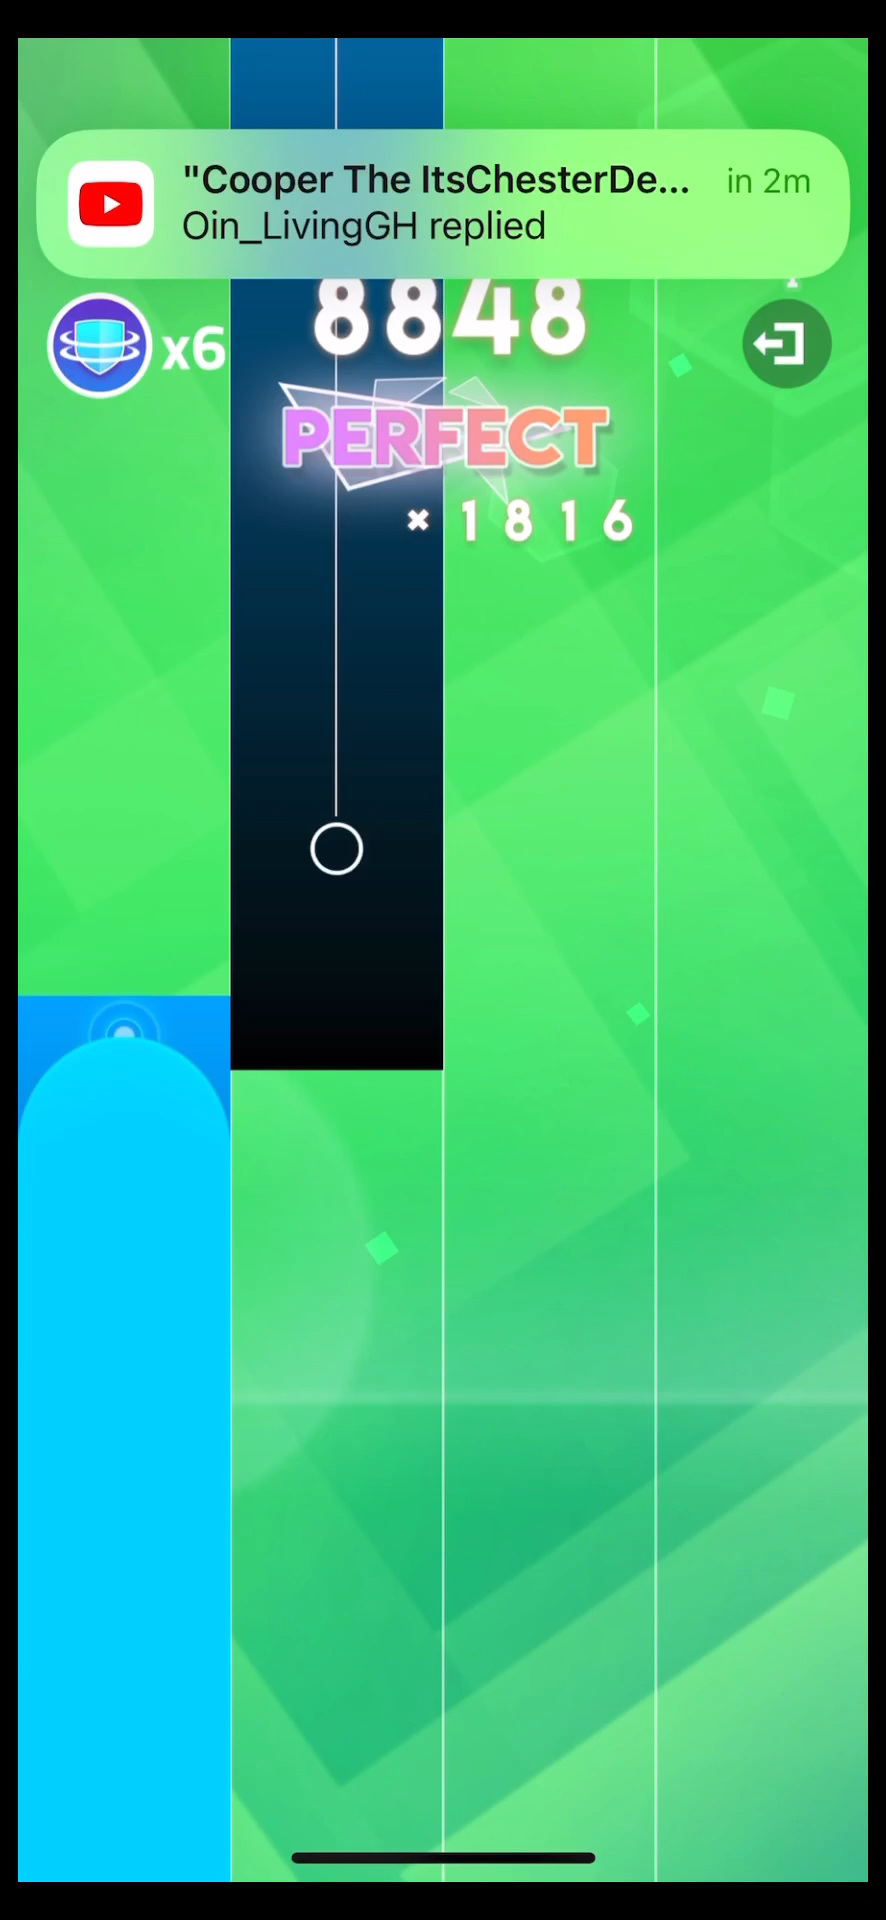 "Cooper The ItsChesterDe... in 2m
Oin_LivingGH replied
8848
x6
PERFECT
×1816